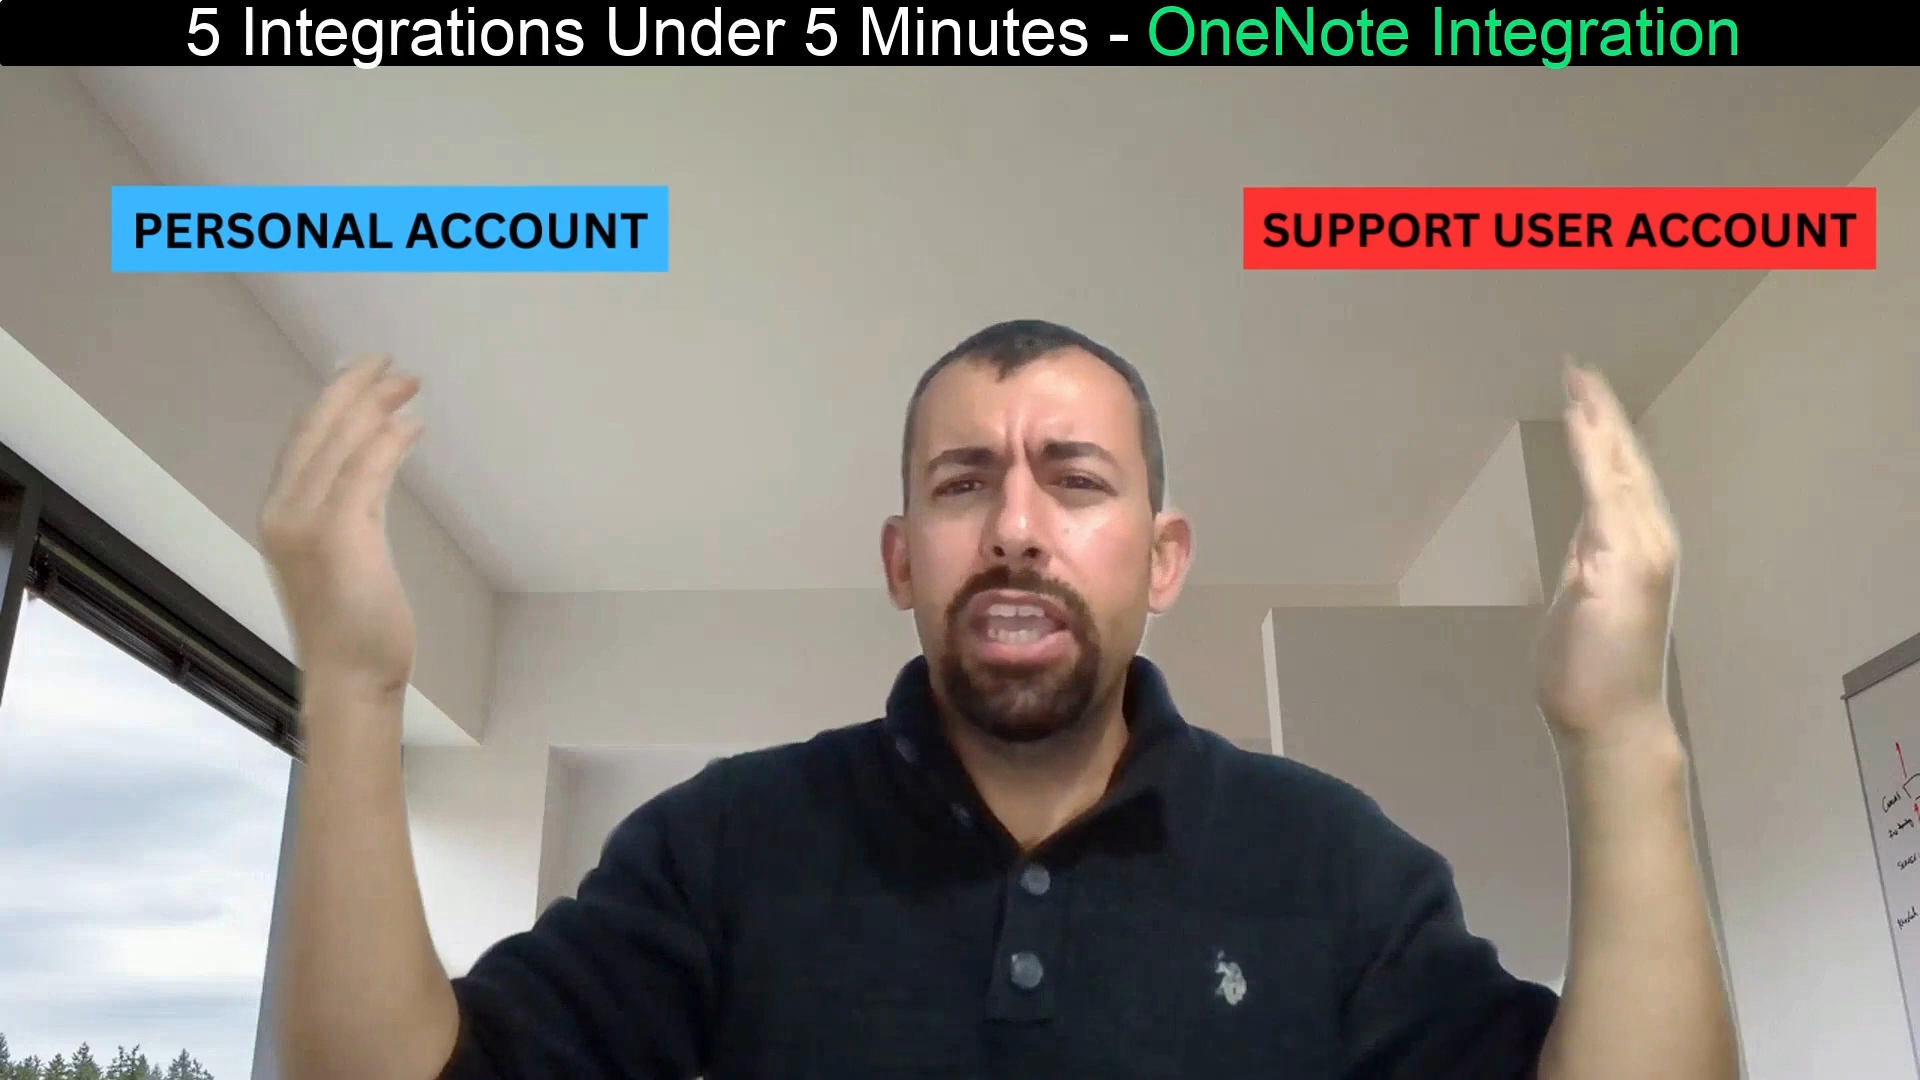 5 Integrations Under 5 Minutes - OneNote Integration
PERSONAL ACCOUNT
SUPPORT USER ACCOUNT